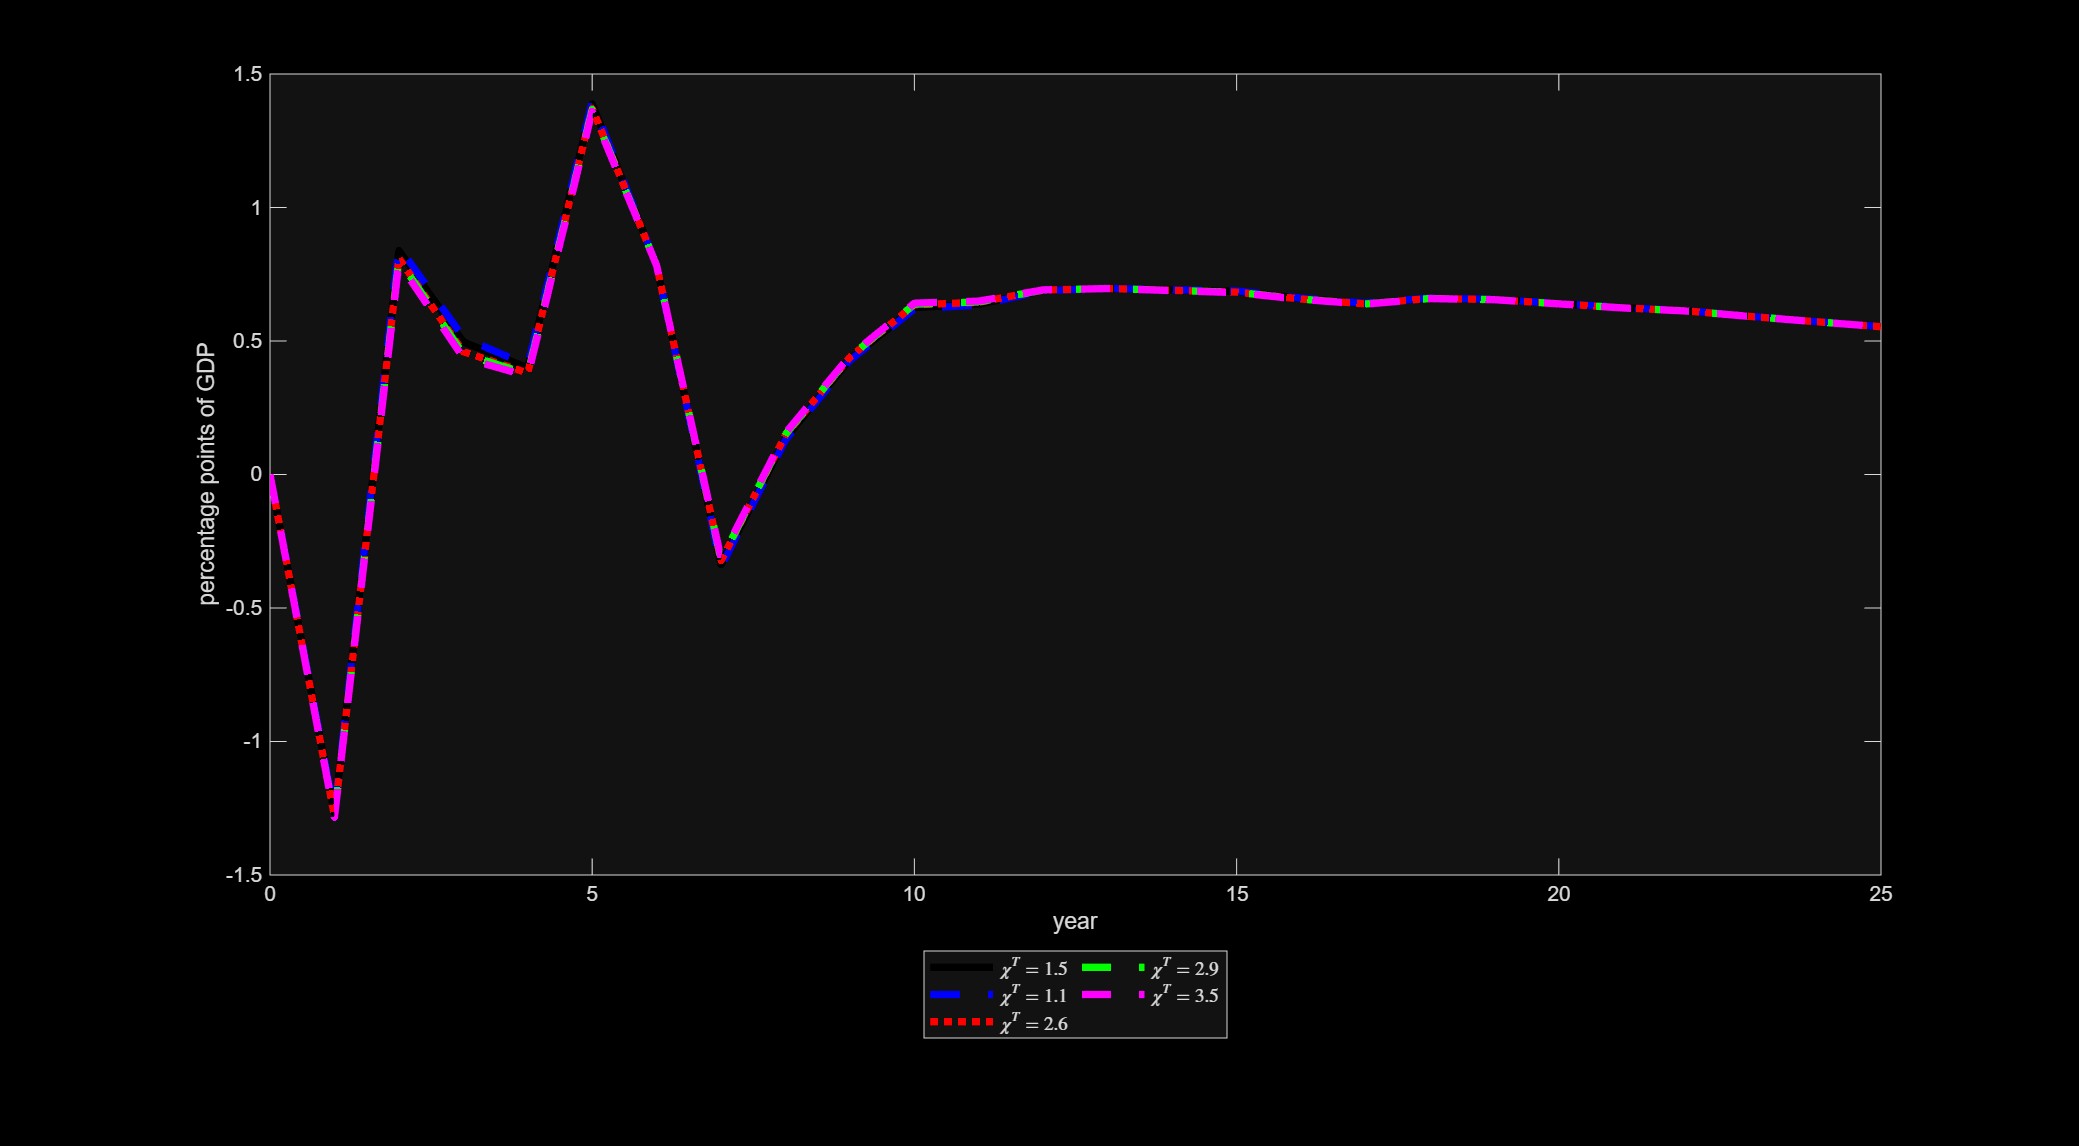 1.5
1
0.5
0
-0.5
-1
-1.5
percentage points of GDP
0 5 10 15 20 25
year
χ^T = 1.5 χ^T = 2.9
χ^T = 1.1 χ^T = 3.5
χ^T = 2.6